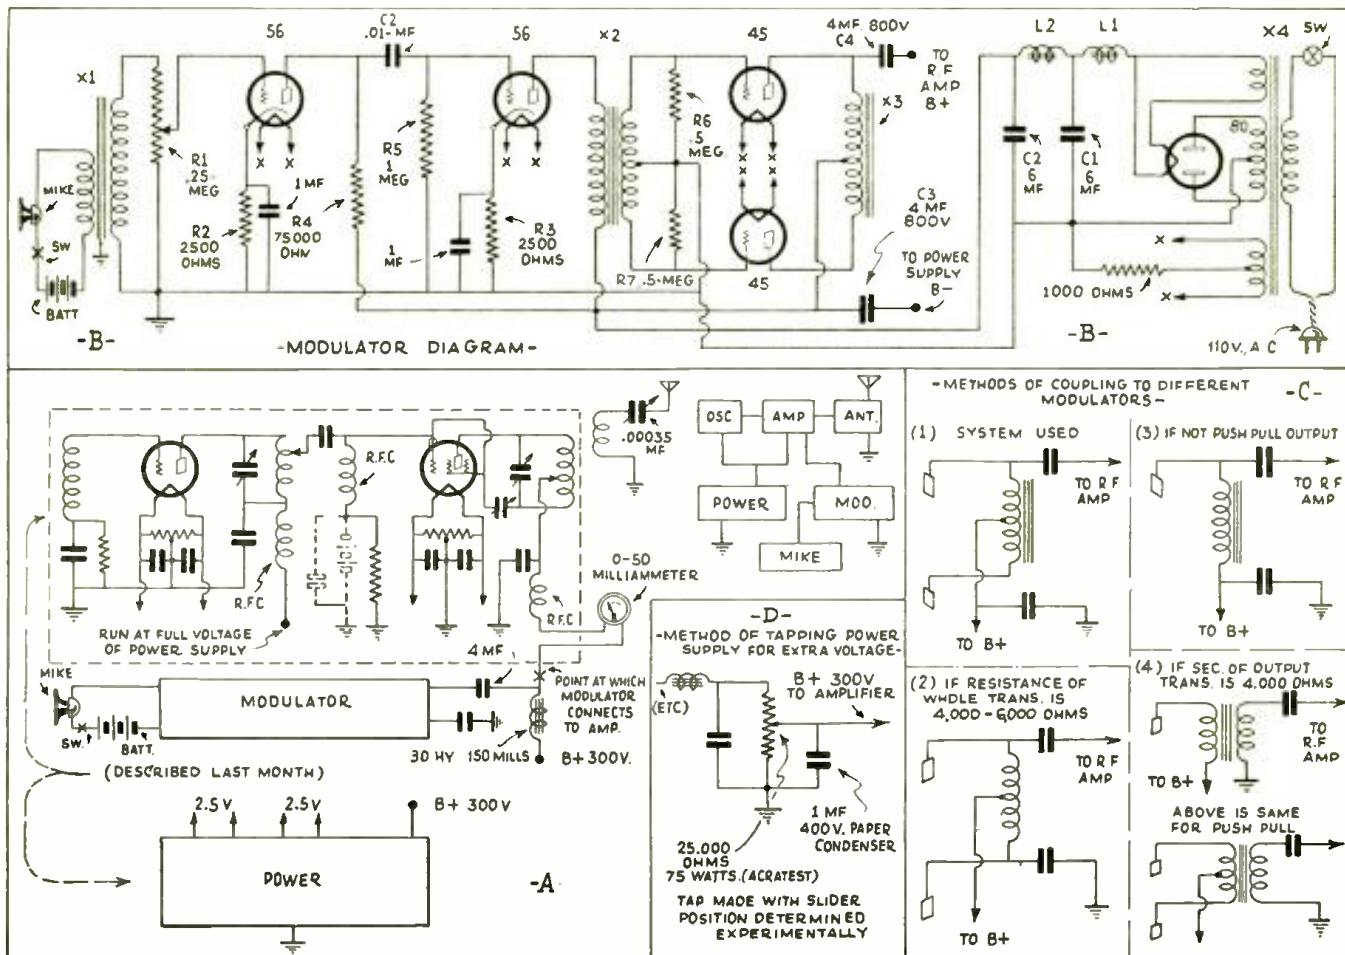 56
C2
.01-MF
56
X2
45
4 MF 800V
C4
TO
R.F
AMP
B+
L2
L1
X4
SW
X1
R1
.25
MEG
MIKE
SW
BATT
R2
2500
OHMS
1 MF
R4
75000
OHM
R5
1
MEG
1
MF
R3
2500
OHMS
R6
.5
MEG
X3
R7 .5-MEG
45
C3
4 MF
800V
TO POWER
SUPPLY
B-
C2
6
MF
C1
6
MF
80
1000 OHMS
110V., A C
X
X
X
X
X
X
X
X
X
X
-B-
-MODULATOR DIAGRAM-
-B-
.00035
MF
R.F.C
R.F.C
R.F.C
RUN AT FULL VOLTAGE
OF POWER SUPPLY
0-50
MILLIAMMETER
4 MF
MIKE
SW.
BATT.
MODULATOR
POINT AT WHICH
MODULATOR
CONNECTS
TO AMP.
30 HY
150 MILLS
B+300V.
(DESCRIBED LAST MONTH)
2.5 V
2.5 V
B+ 300V
POWER
-A-
OSC
AMP
ANT.
POWER
MOD.
MIKE
-D-
-METHOD OF TAPPING POWER
SUPPLY FOR EXTRA VOLTAGE-
B+ 300V
TO AMPLIFIER
(ETC)
1 MF
400V. PAPER
CONDENSER
25.000
OHMS
75 WATTS.(ACRATEST)
TAP MADE WITH SLIDER
POSITION DETERMINED
EXPERIMENTALLY
-METHODS OF COUPLING TO DIFFERENT
MODULATORS-
-C-
(1) SYSTEM USED
TO R F
AMP
TO B+
(2) IF RESISTANCE OF
WHOLE TRANS. IS
4,000-6,000 OHMS
TO R F
AMP
TO B+
(3) IF NOT PUSH PULL OUTPUT
TO R F
AMP
TO B+
(4) IF SEC. OF OUTPUT
TRANS. IS 4,000 OHMS
TO
R.F
AMP
TO B+
ABOVE IS SAME
FOR PUSH PULL